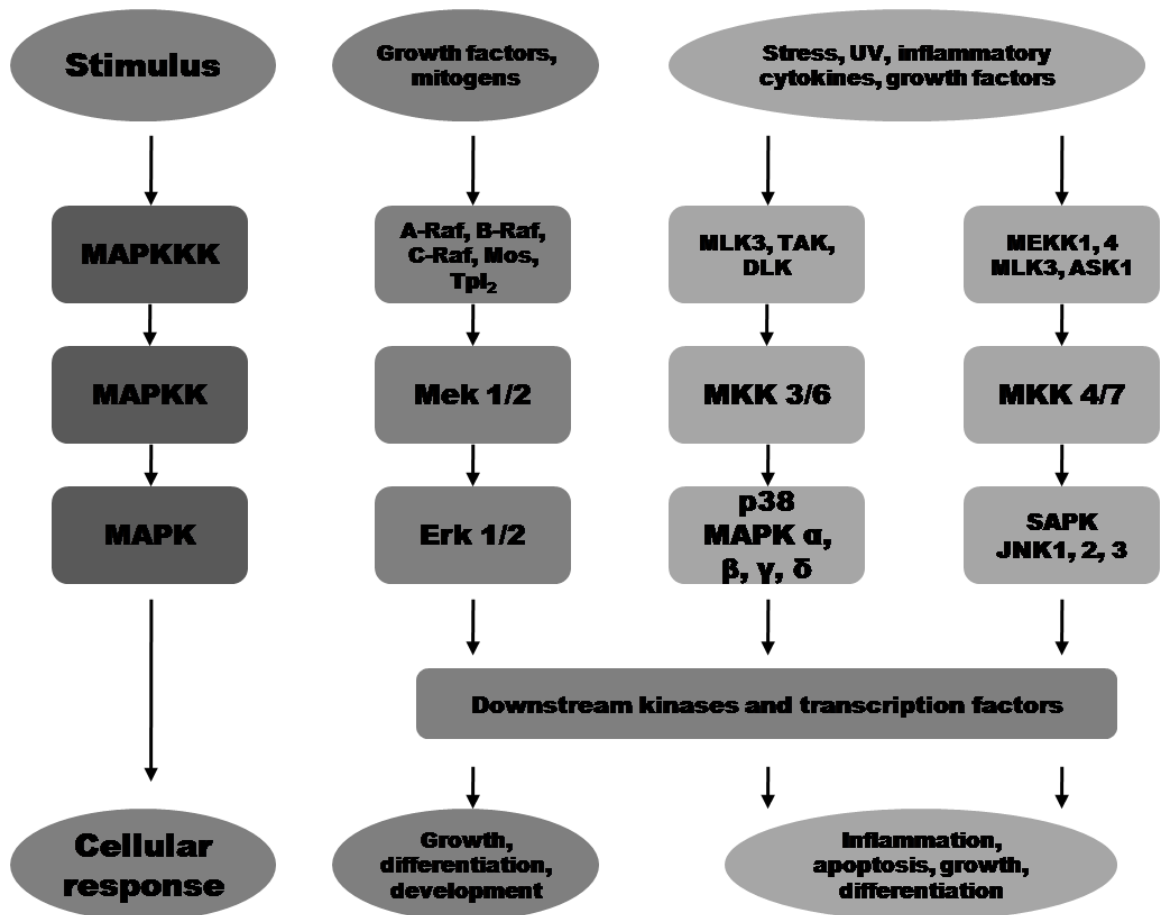 Stimulus
Growth factors,
mitogens
Stress, UV, inflammatory
cytokines, growth factors
MAPKKK
A-Raf, B-Raf,
C-Raf, Mos,
Tpl₂
MLK3, TAK,
DLK
MEKK1, 4
MLK3, ASK1
MAPKK
Mek 1/2
MKK 3/6
MKK 4/7
MAPK
Erk 1/2
p38
MAPK α,
β, γ, δ
SAPK
JNK1, 2, 3
Downstream kinases and transcription factors
Cellular
response
Growth,
differentiation,
development
Inflammation,
apoptosis, growth,
differentiation